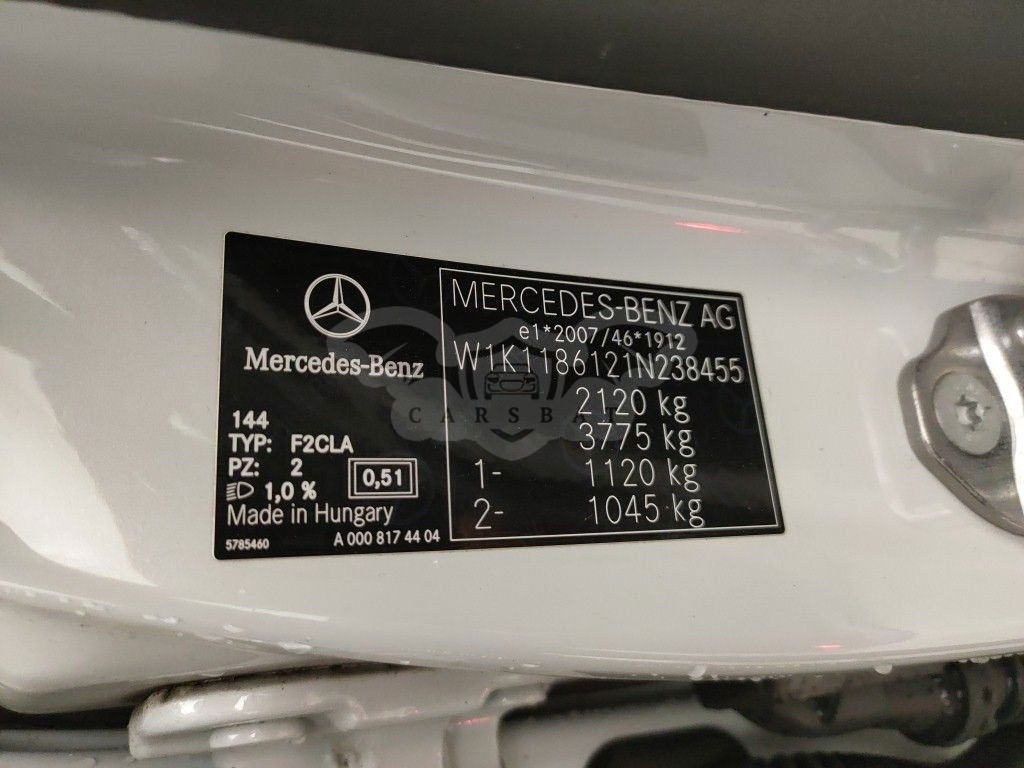 Mercedes-Benz
144
TYP: F2CLA
PZ: 2
1,0 %
0,51
Made in Hungary
5785460
A 000 817 44 04
MERCEDES-BENZ AG
e1*2007/46*1912
W1K1186121N238455
2120 kg
3775 kg
1- 1120 kg
2- 1045 kg
CARSBAT